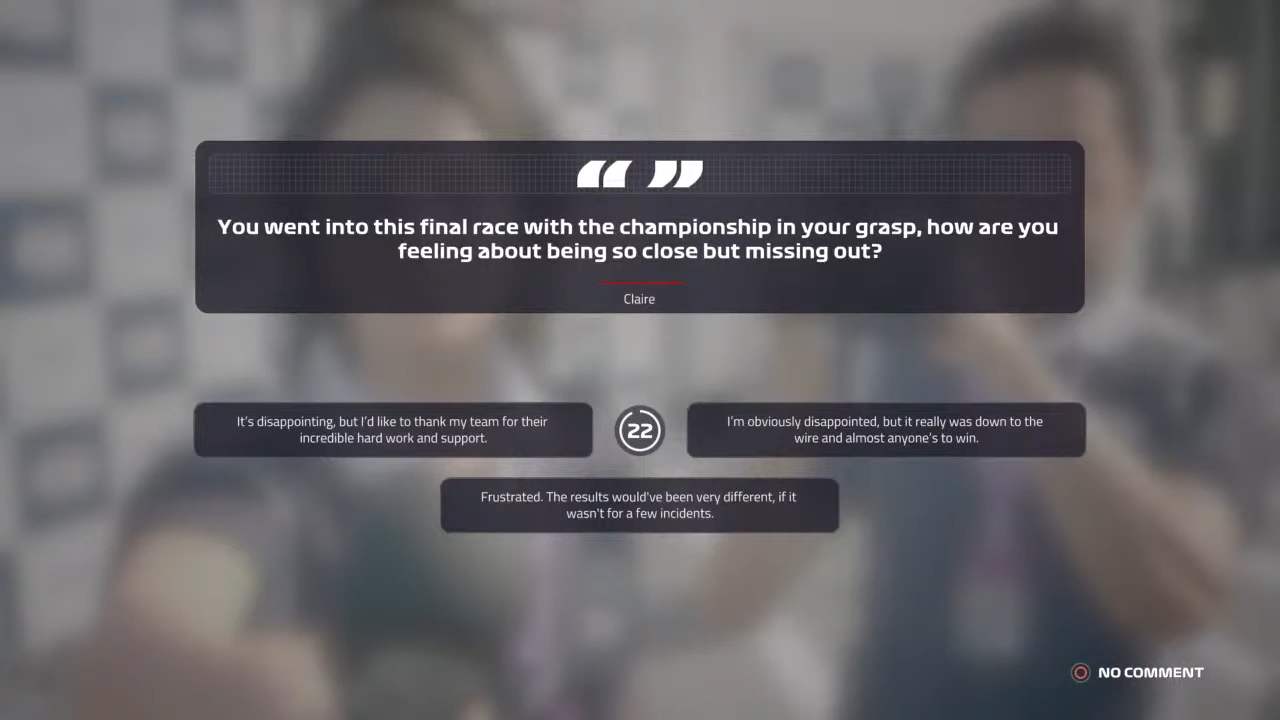 “ ”
You went into this final race with the championship in your grasp, how are you
feeling about being so close but missing out?
Claire
It's disappointing, but I'd like to thank my team for their
incredible hard work and support.
22
I'm obviously disappointed, but it really was down to the
wire and almost anyone's to win.
Frustrated. The results would've been very different, if it
wasn't for a few incidents.
NO COMMENT